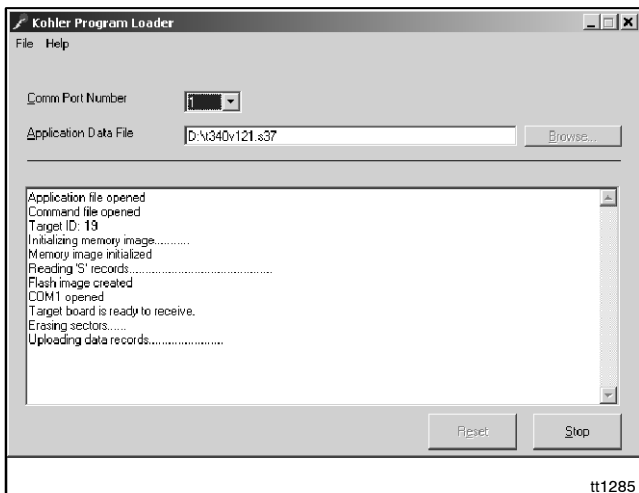 Kohler Program Loader
File Help
Comm Port Number
1
Application Data File
D:\t340v121.s37
Browse...
Application file opened
Command file opened
Target ID: 19
Initializing memory image...........
Memory image initialized
Reading 'S' records............................................
Flash image created
COM1 opened
Target board is ready to receive.
Erasing sectors......
Uploading data records.......................
Reset
Stop
tt1285